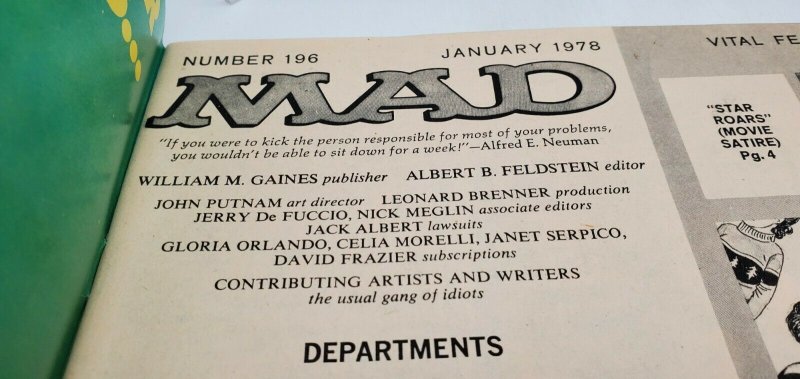 NUMBER 196 JANUARY 1978
MAD
"If you were to kick the person responsible for most of your problems,
you wouldn't be able to sit down for a week!"—Alfred E. Neuman
WILLIAM M. GAINES publisher ALBERT B. FELDSTEIN editor
JOHN PUTNAM art director LEONARD BRENNER production
JERRY De FUCCIO, NICK MEGLIN associate editors
JACK ALBERT lawsuits
GLORIA ORLANDO, CELIA MORELLI, JANET SERPICO,
DAVID FRAZIER subscriptions
CONTRIBUTING ARTISTS AND WRITERS
the usual gang of idiots
DEPARTMENTS
VITAL
"STAR
ROARS"
(MOVIE
SATIRE)
Pg. 4